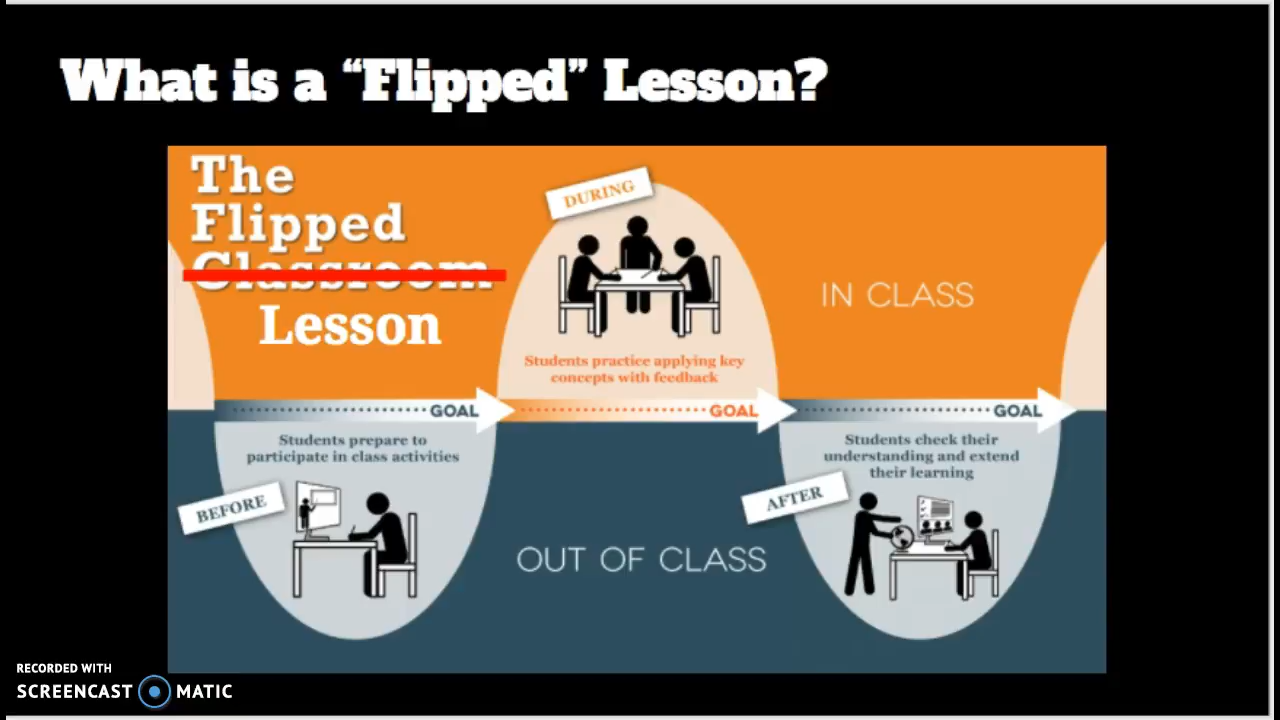 What is a “Flipped” Lesson?
The
Flipped
Classroom
Lesson
DURING
Students practice applying key
concepts with feedback
IN CLASS
GOAL
GOAL
GOAL
Students prepare to
participate in class activities
BEFORE
OUT OF CLASS
Students check their
understanding and extend
their learning
AFTER
RECORDED WITH
SCREENCAST MATIC